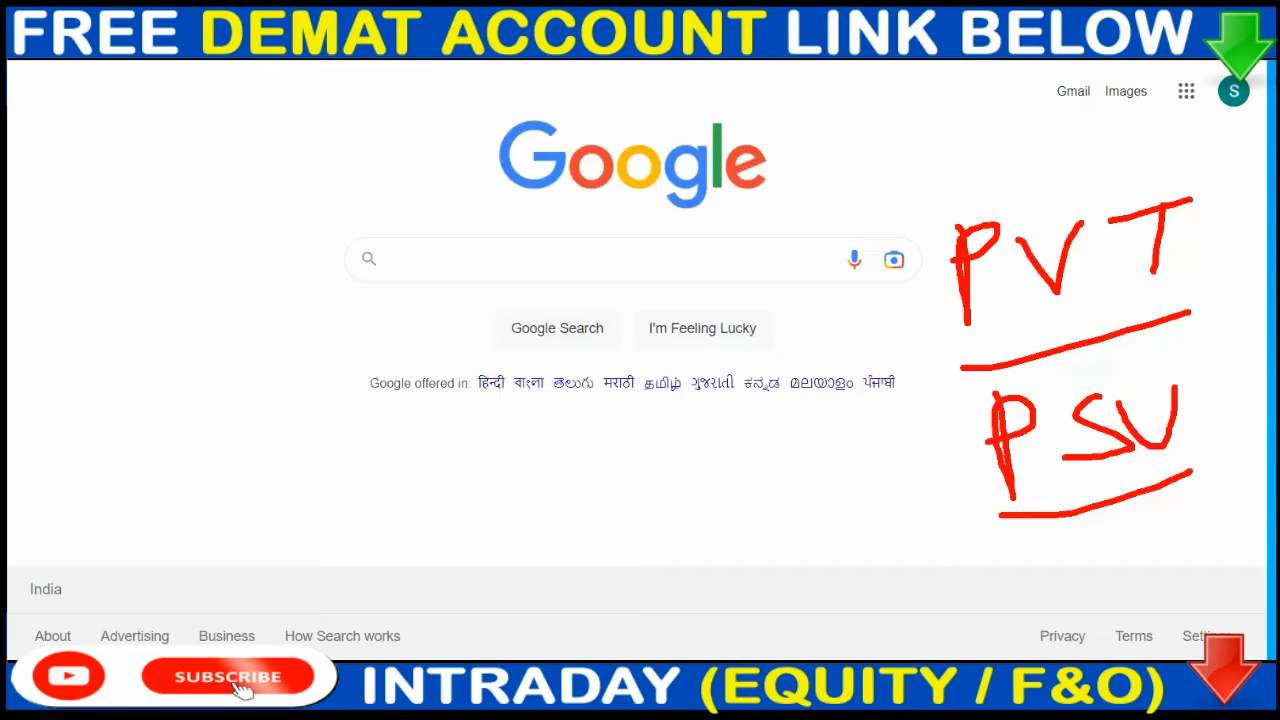 FREE DEMAT ACCOUNT LINK BELOW
Gmail Images S
Google
PVT
Google Search I'm Feeling Lucky
Google offered in: हिन्दी বাংলা తెలుగు मराठी தமிழ் ગુજરાતી ಕನ್ನಡ മലയാളം ਪੰਜਾਬੀ
PSU
India
About Advertising Business How Search works Privacy Terms
SUBSCRIBE INTRADAY (EQUITY / F&O)